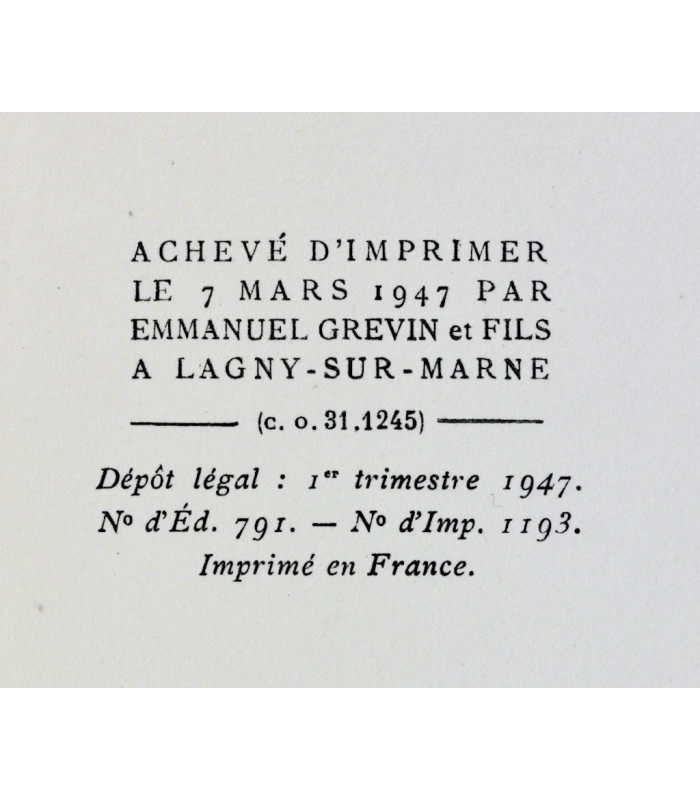 ACHEVÉ D'IMPRIMER
LE 7 MARS 1947 PAR
EMMANUEL GREVIN et FILS
A LAGNY-SUR-MARNE
(c. o. 31.1245)
Dépôt légal : 1er trimestre 1947.
No d'Éd. 791. — No d'Imp. 1193.
Imprimé en France.